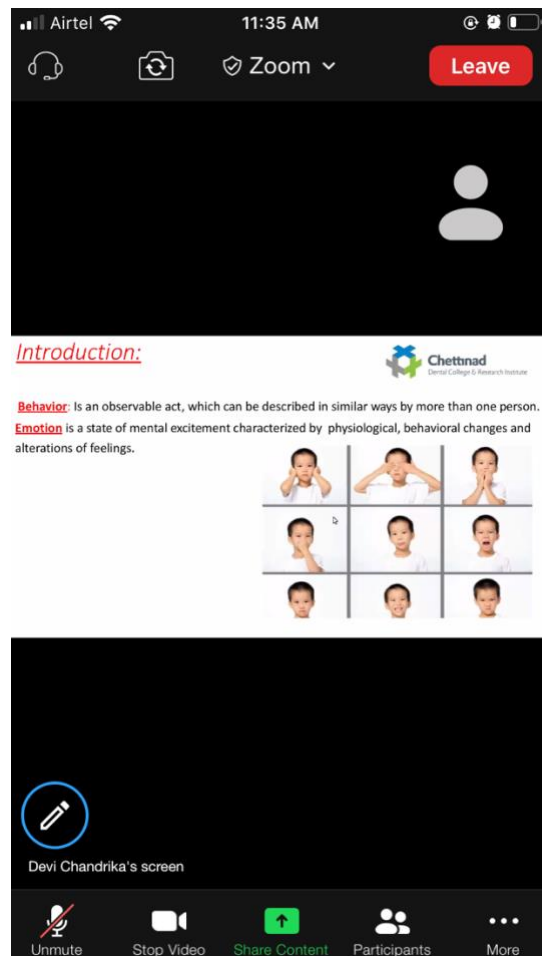 Airtel 11:35 AM
Zoom Leave
Introduction:
Chettinad
Dental College & Research Institute
Behavior: Is an observable act, which can be described in similar ways by more than one person.
Emotion is a state of mental excitement characterized by physiological, behavioral changes and
alterations of feelings.
Devi Chandrika's screen
Unmute Stop Video Share Content Participants More